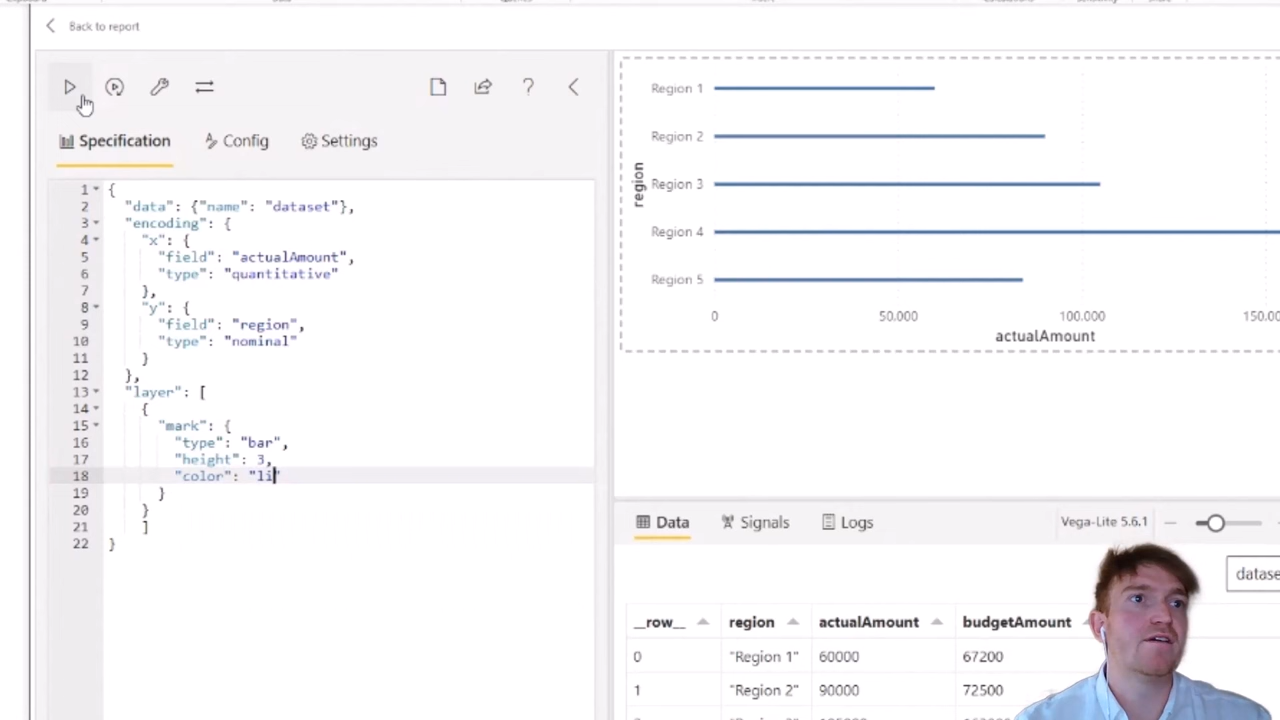 Back to report
Specification
Config
Settings
1 {
2 "data": {"name": "dataset"},
3 "encoding": {
4 "x": {
5 "field": "actualAmount",
6 "type": "quantitative"
7 },
8 "y": {
9 "field": "region",
10 "type": "nominal"
11 }
12 },
13 "layer": [
14 {
15 "mark": {
16 "type": "bar",
17 "height": 3,
18 "color": "li"
19 }
20 }
21 ]
22 }
region
Region 1
Region 2
Region 3
Region 4
Region 5
0 50.000 100.000 150.00
actualAmount
Data Signals Logs Vega-Lite 5.6.1
datase
__row__ region actualAmount budgetAmount
0 "Region 1" 60000 67200
1 "Region 2" 90000 72500